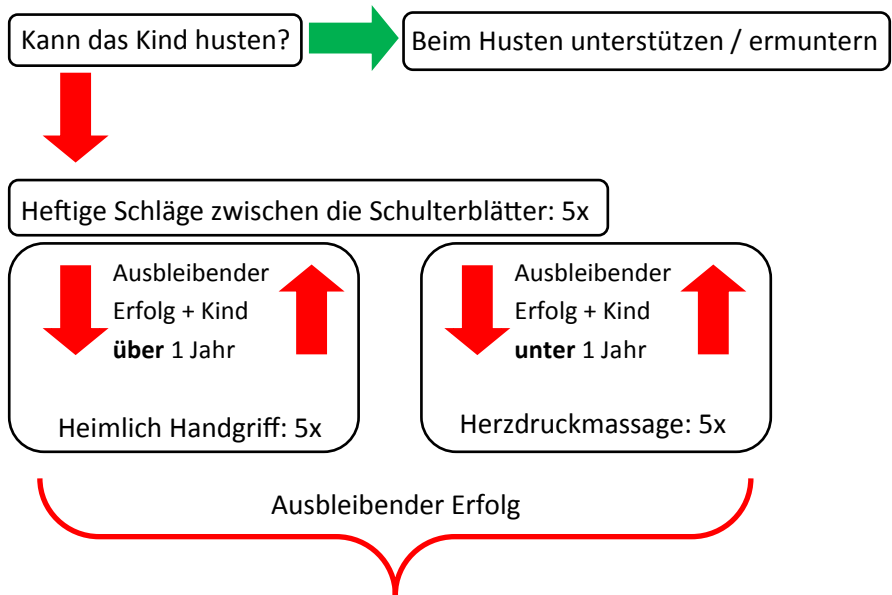 Kann das Kind husten?
Beim Husten unterstützen / ermuntern
Heftige Schläge zwischen die Schulterblätter: 5x
Ausbleibender
Erfolg + Kind
über 1 Jahr
Heimlich Handgriff: 5x
Ausbleibender
Erfolg + Kind
unter 1 Jahr
Herzdruckmassage: 5x
Ausbleibender Erfolg